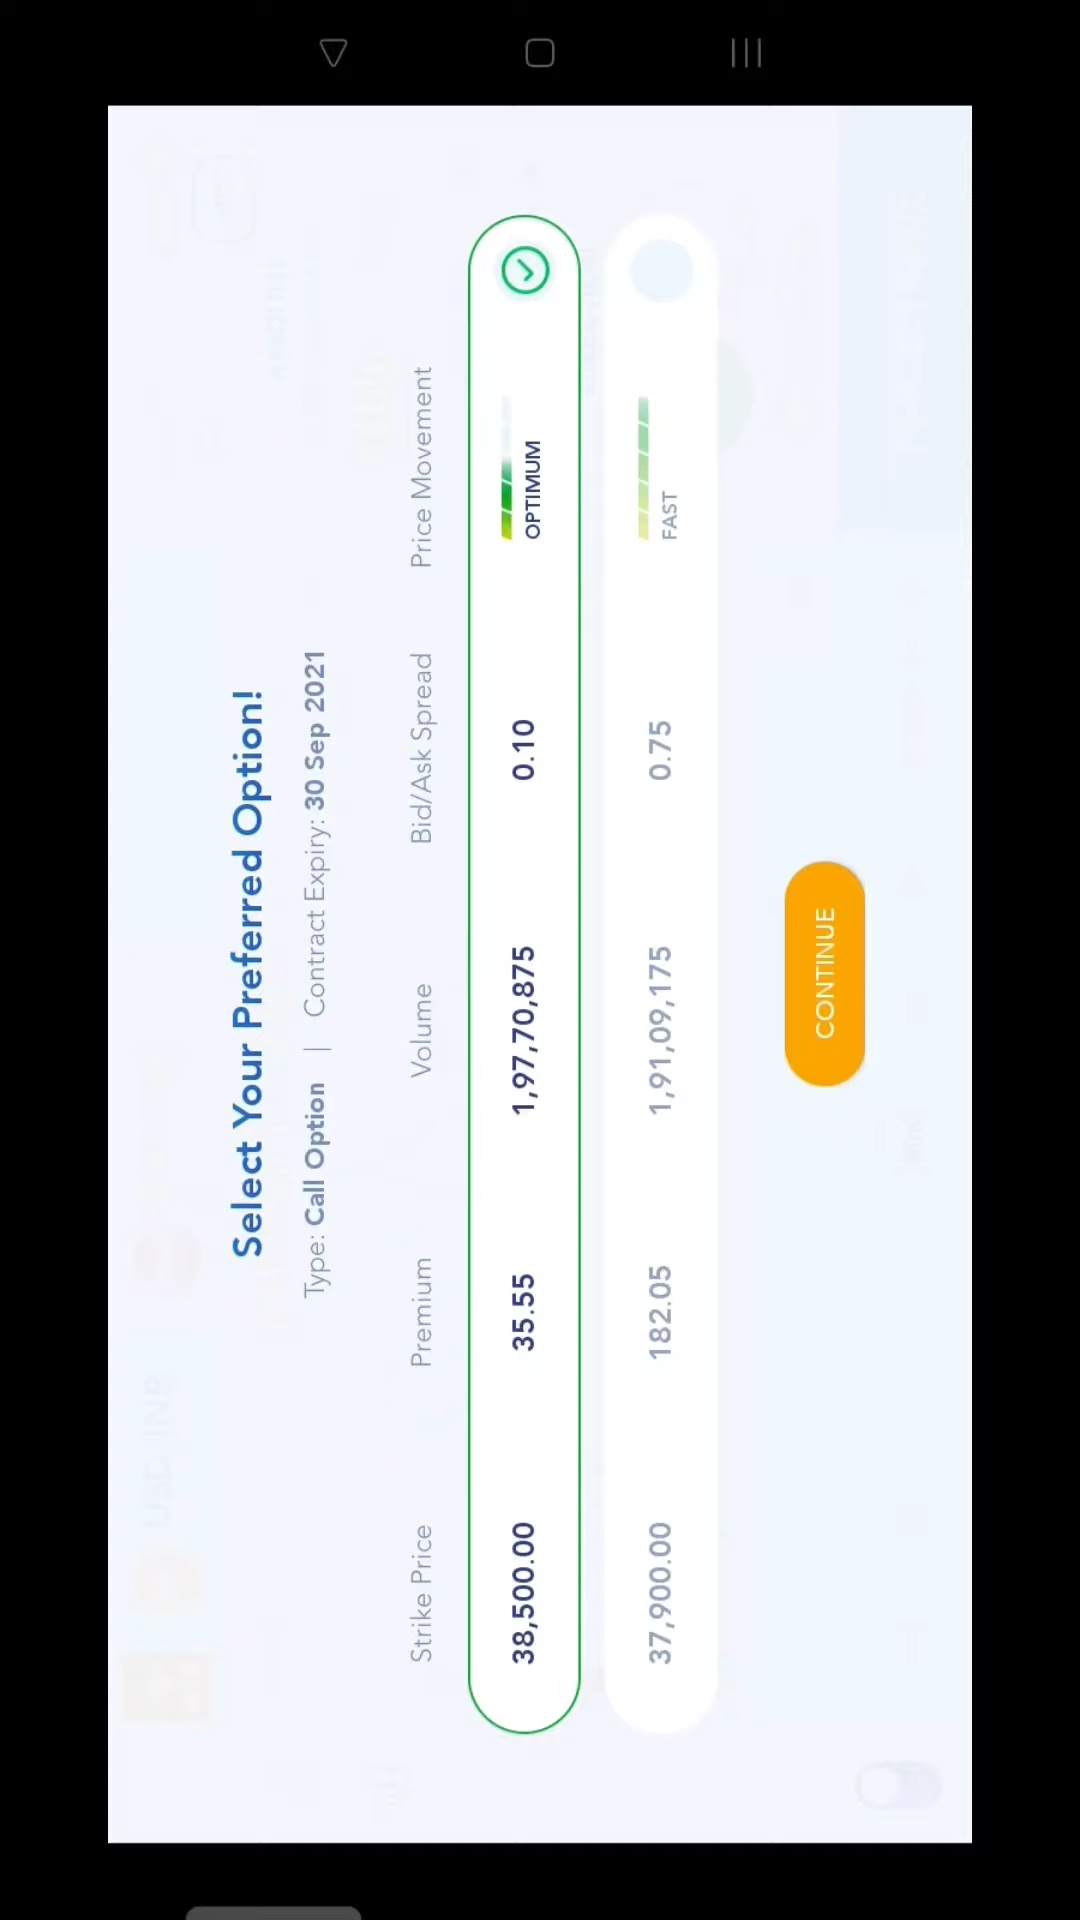 Select Your Preferred Option!
Type: Call Option | Contract Expiry: 30 Sep 2021
Strike Price Premium Volume Bid/Ask Spread Price Movement
38,500.00 35.55 1,97,70,875 0.10 OPTIMUM
37,900.00 182.05 1,91,09,175 0.75 FAST
CONTINUE